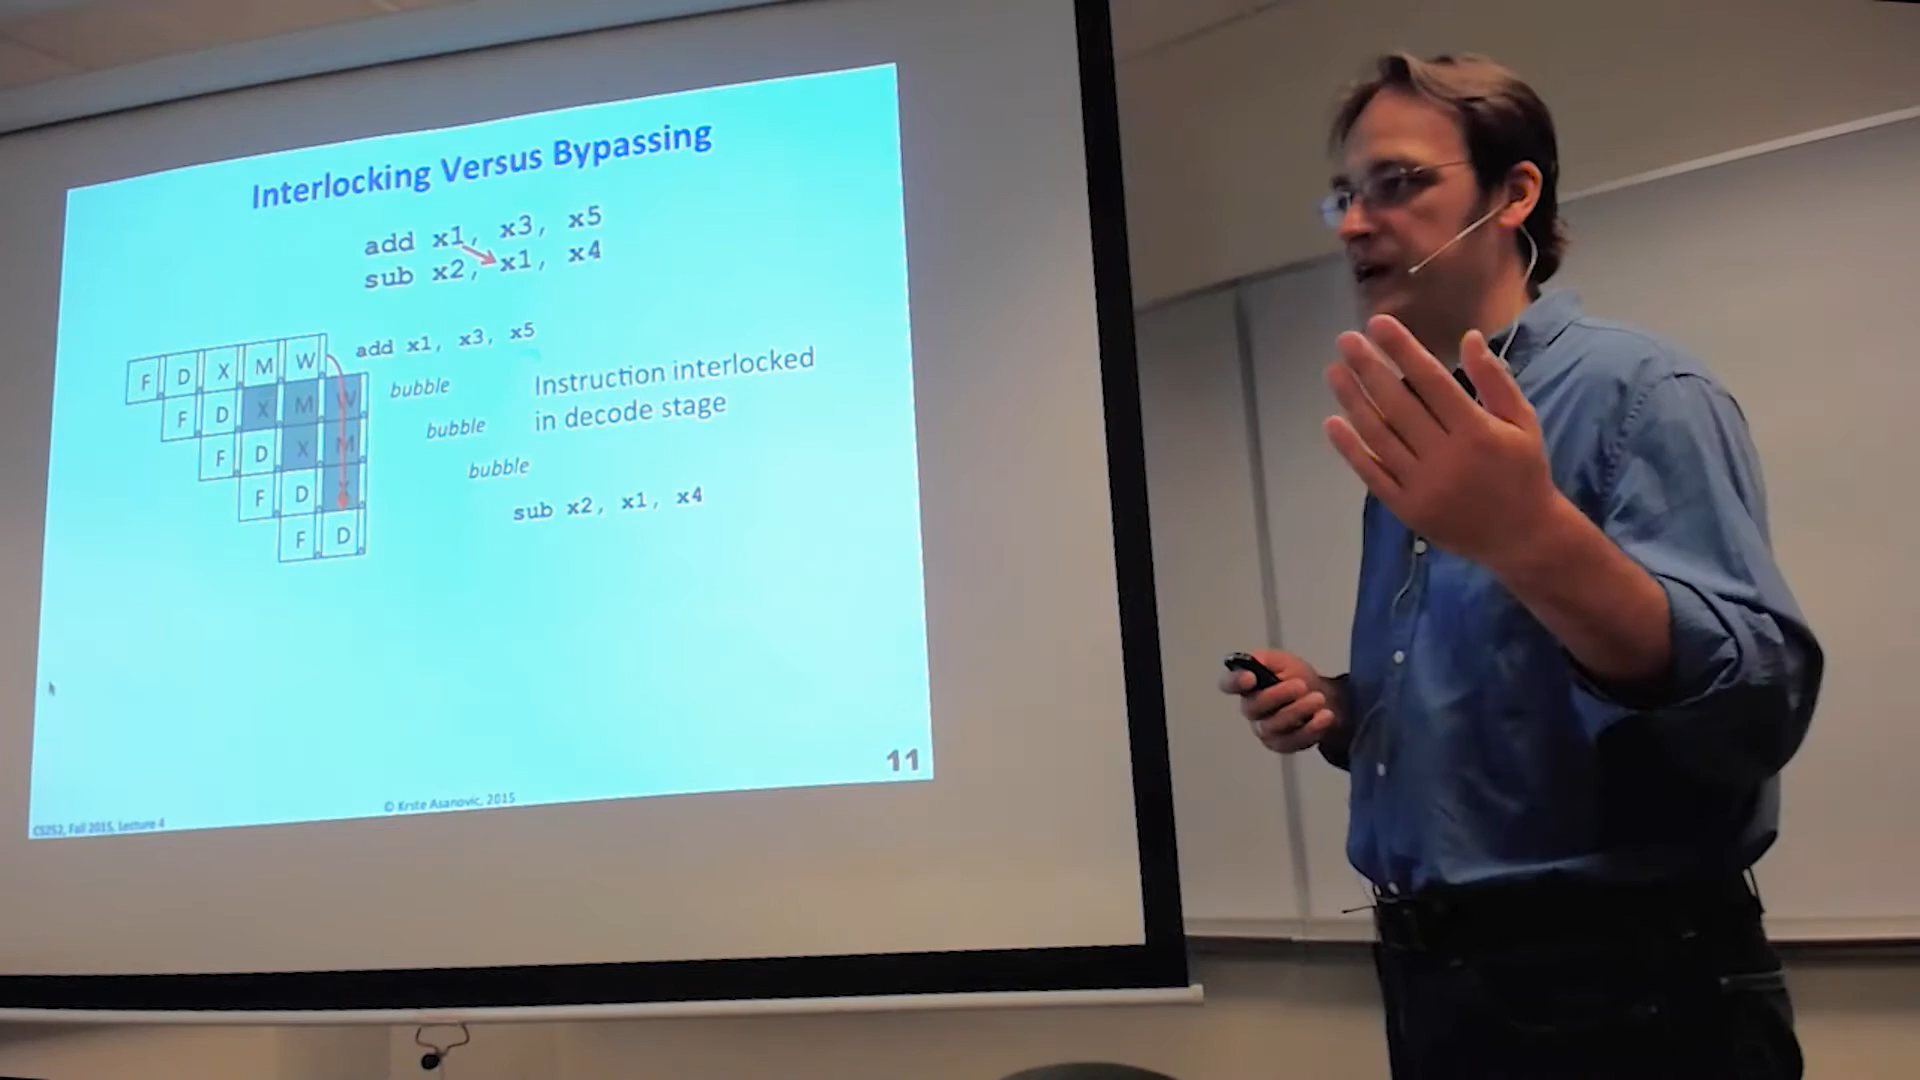 Interlocking Versus Bypassing
add x1, x3, x5
sub x2, x1, x4
F D X M W add x1, x3, x5
F D X M W bubble
F D X M bubble
F D X bubble
F D sub x2, x1, x4
Instruction interlocked
in decode stage
11
© Krste Asanovic, 2015
CS252, Fall 2015, Lecture 4